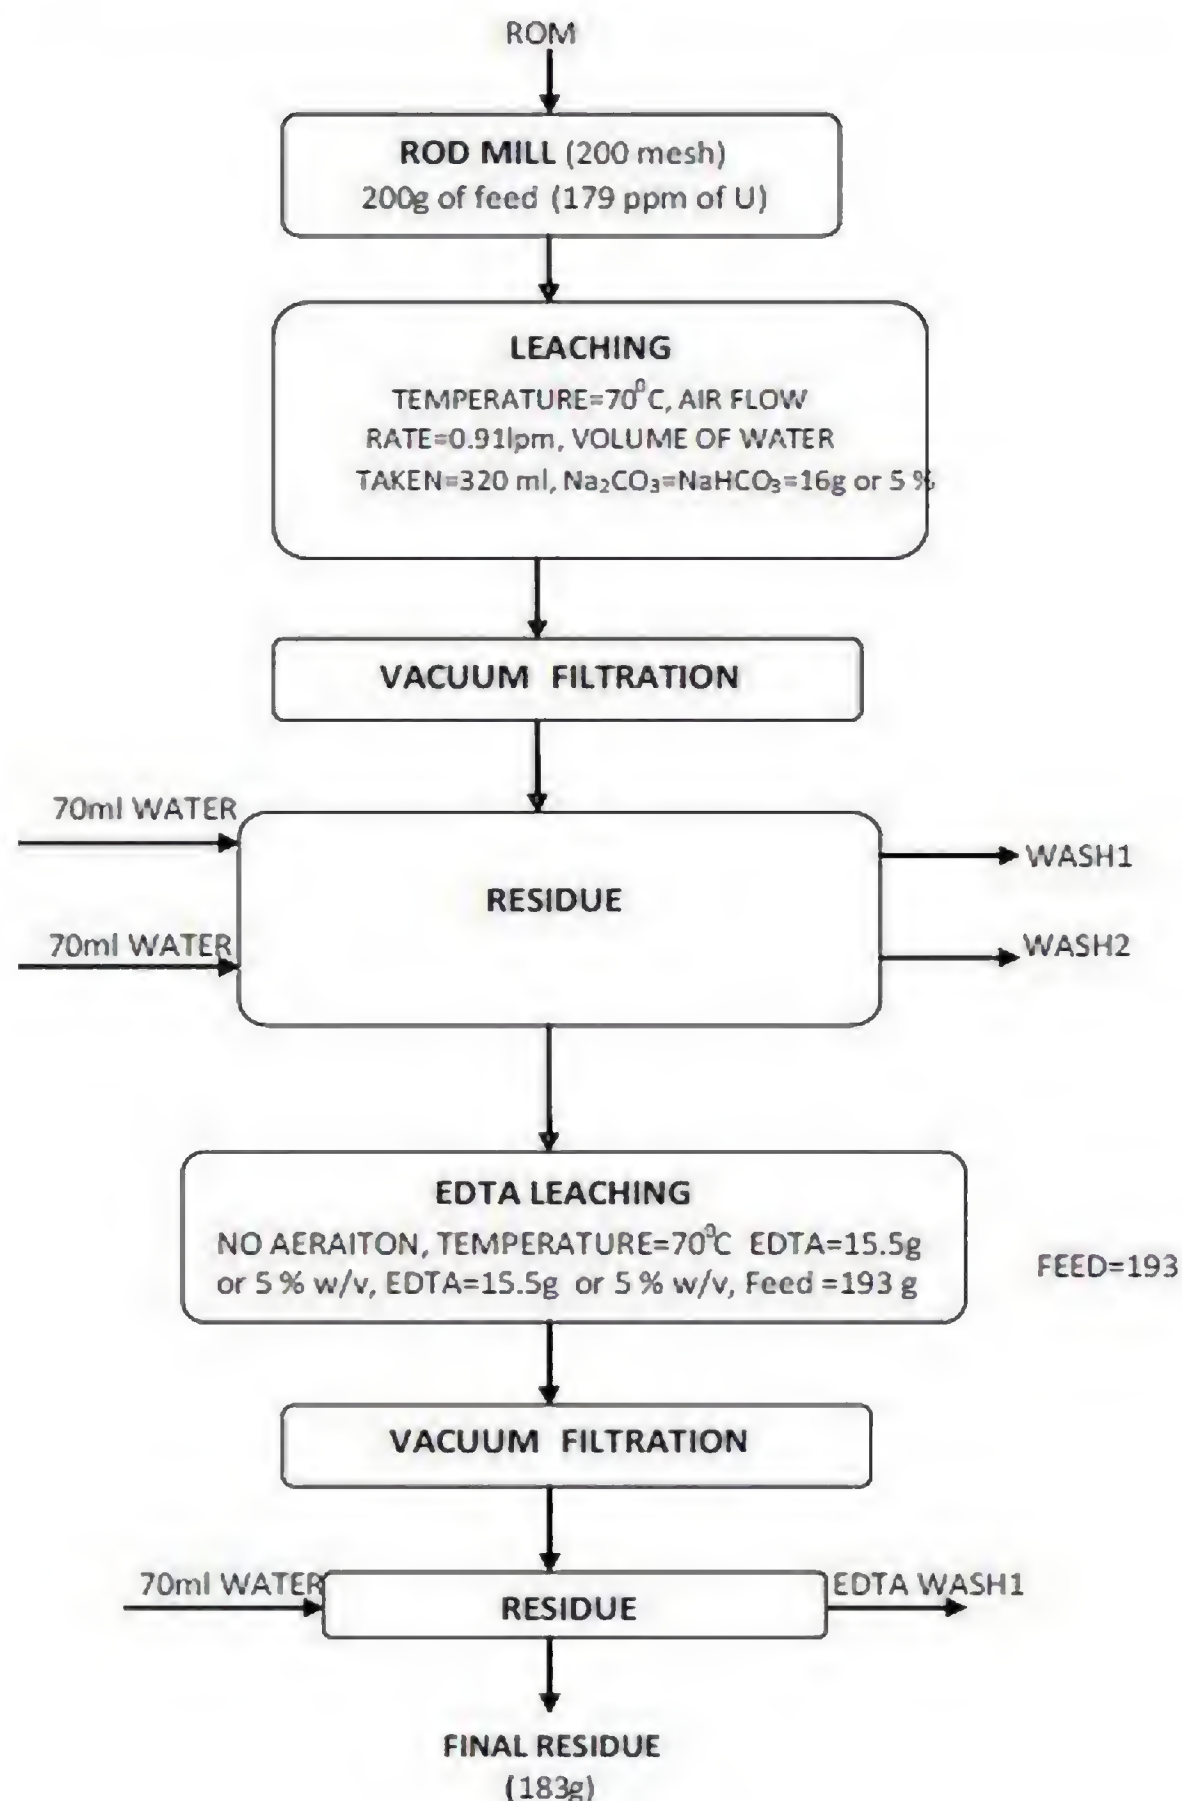 ROM
ROD MILL (200 mesh)
200g of feed (179 ppm of U)
LEACHING
TEMPERATURE=70⁰C, AIR FLOW
RATE=0.91lpm, VOLUME OF WATER
TAKEN=320 ml, Na₂CO₃=NaHCO₃=16g or 5 %
VACUUM FILTRATION
70ml WATER
RESIDUE
WASH1
70ml WATER
WASH2
EDTA LEACHING
NO AERAITON, TEMPERATURE=70⁰C EDTA=15.5g
or 5 % w/v, EDTA=15.5g or 5 % w/v, Feed =193 g
FEED=193
VACUUM FILTRATION
70ml WATER
RESIDUE
EDTA WASH1
FINAL RESIDUE
(183g)